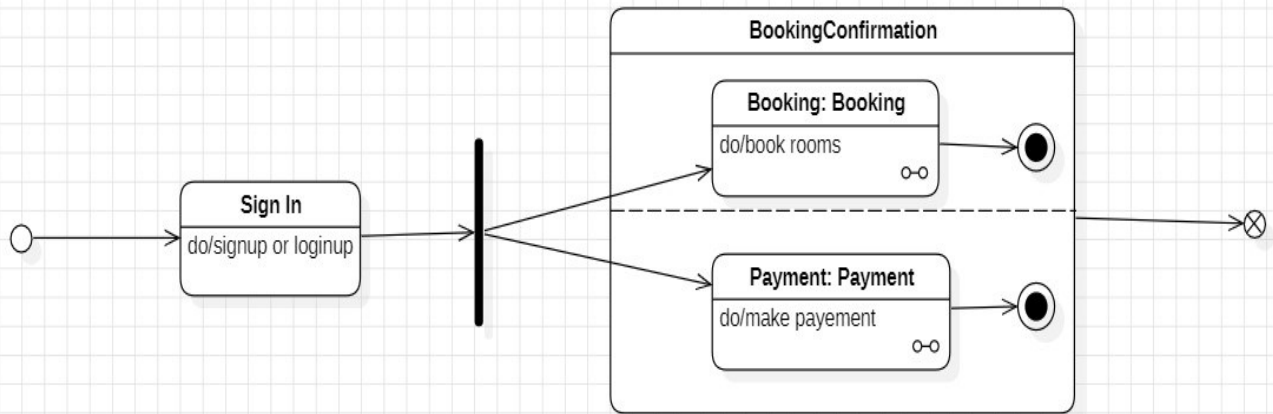 BookingConfirmation
Booking: Booking
do/book rooms
Sign In
do/signup or loginup
Payment: Payment
do/make payement